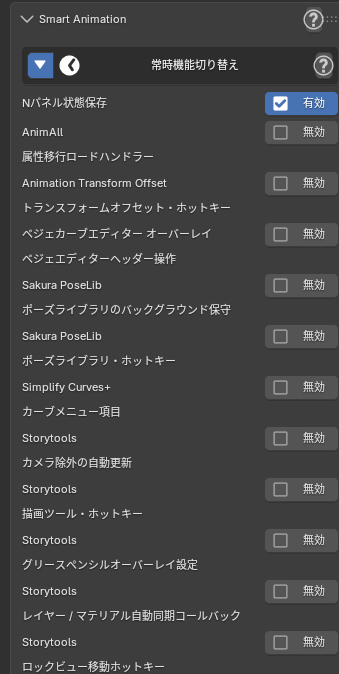 Smart Animation
常時機能切り替え
Nパネル状態保存 有効
AnimAll 無効
属性移行ロードハンドラー
Animation Transform Offset 無効
トランスフォームオフセット・ホットキー
ベジェカーブエディター オーバーレイ 無効
ベジェエディターヘッダー操作
Sakura PoseLib 無効
ポーズライブラリのバックグラウンド保守
Sakura PoseLib 無効
ポーズライブラリ・ホットキー
Simplify Curves+ 無効
カーブメニュー項目
Storytools 無効
カメラ除外の自動更新
Storytools 無効
描画ツール・ホットキー
Storytools 無効
グリースペンシルオーバーレイ設定
Storytools 無効
レイヤー / マテリアル自動同期コールバック
Storytools 無効
ロックビュー移動ホットキー